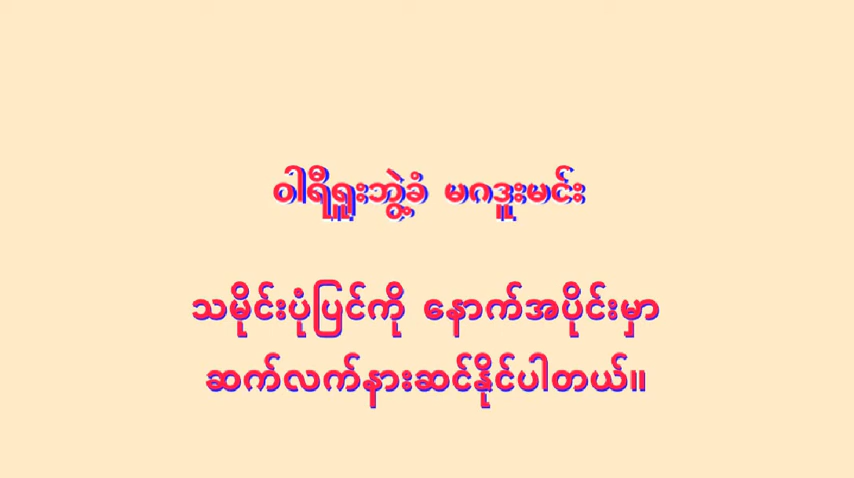 ဝါရီရူးဘွဲ့ခံ မဂဒူးမင်း
သမိုင်းပုံပြင်ကို နောက်အပိုင်းမှာ
ဆက်လက်နားဆင်နိုင်ပါတယ်။